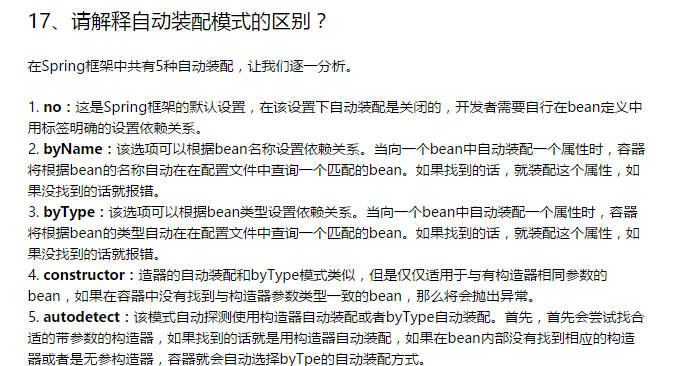 17、请解释自动装配模式的区别？
在Spring框架中共有5种自动装配，让我们逐一分析。
1. no：这是Spring框架的默认设置，在该设置下自动装配是关闭的，开发者需要自行在bean定义中
用标签明确的设置依赖关系。
2. byName：该选项可以根据bean名称设置依赖关系。当向一个bean中自动装配一个属性时，容器
将根据bean的名称自动在在配置文件中查询一个匹配的bean。如果找到的话，就装配这个属性，如
果没找到的话就报错。
3. byType：该选项可以根据bean类型设置依赖关系。当向一个bean中自动装配一个属性时，容器
将根据bean的类型自动在在配置文件中查询一个匹配的bean。如果找到的话，就装配这个属性，如
果没找到的话就报错。
4. constructor：造器的自动装配和byType模式类似，但是仅仅适用于与有构造器相同参数的
bean，如果在容器中没有找到与构造器参数类型一致的bean，那么将会抛出异常。
5. autodetect：该模式自动探测使用构造器自动装配或者byType自动装配。首先，首先会尝试找合
适的带参数的构造器，如果找到的话就是用构造器自动装配，如果在bean内部没有找到相应的构造
器或者是无参构造器，容器就会自动选择byTpe的自动装配方式。